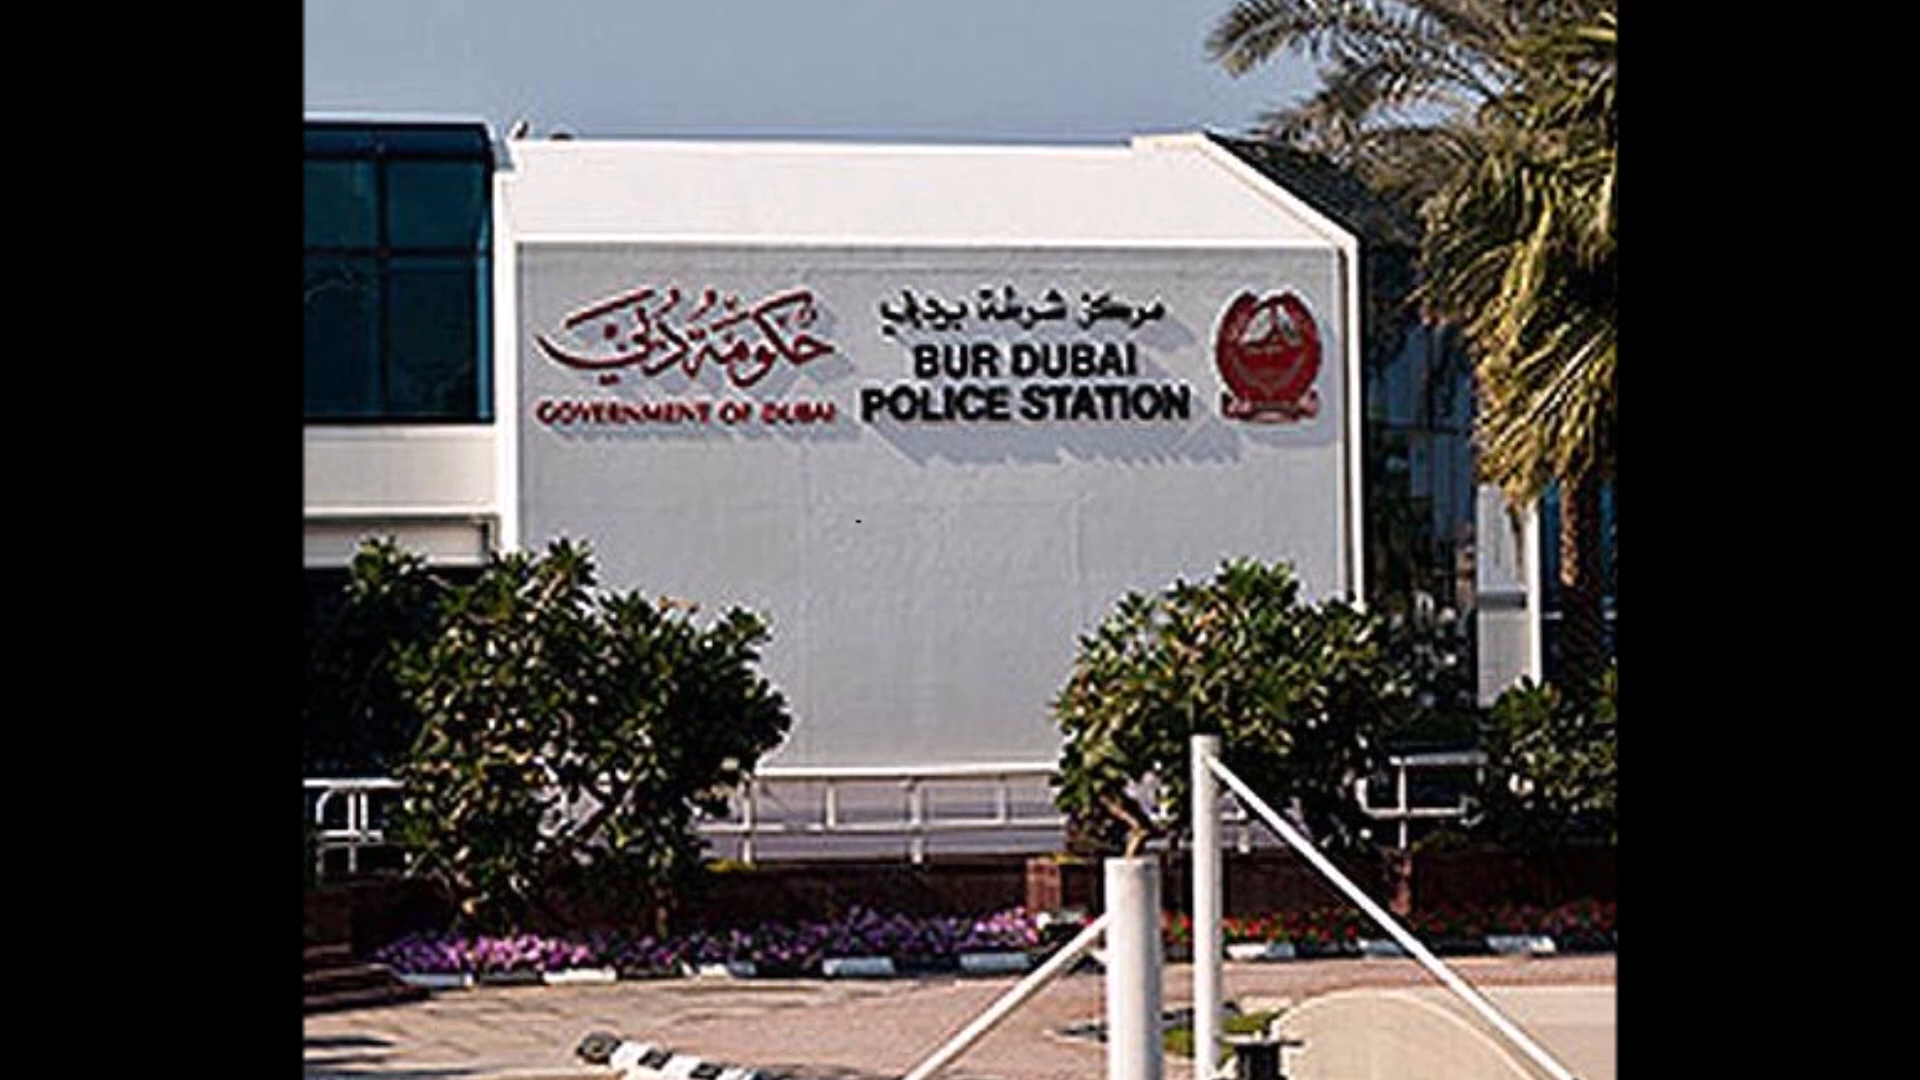 حكومة دبي
GOVERNMENT OF DUBAI
مركز شرطة بردبي
BUR DUBAI
POLICE STATION